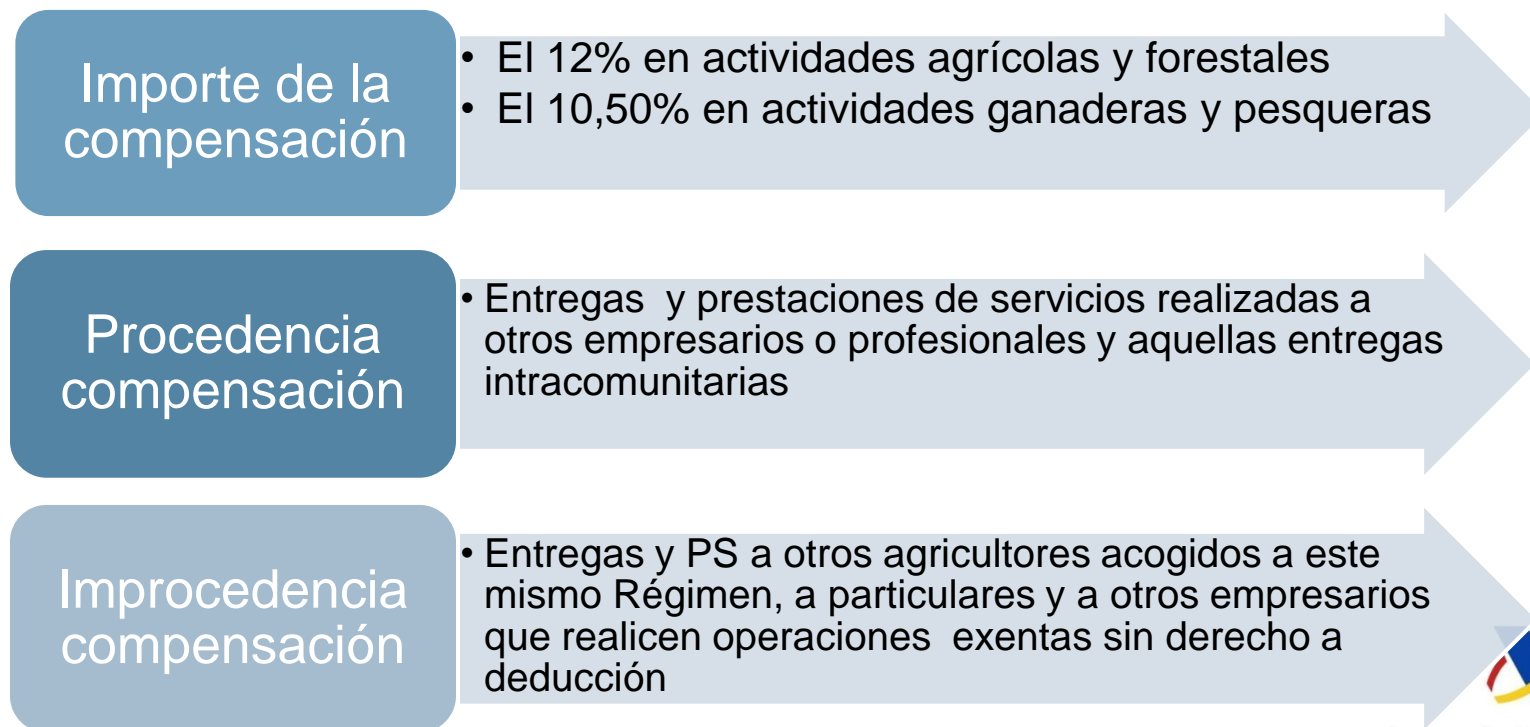 Importe de la
compensación
• El 12% en actividades agrícolas y forestales
• El 10,50% en actividades ganaderas y pesqueras
Procedencia
compensación
• Entregas y prestaciones de servicios realizadas a
otros empresarios o profesionales y aquellas entregas
intracomunitarias
Improcedencia
compensación
• Entregas y PS a otros agricultores acogidos a este
mismo Régimen, a particulares y a otros empresarios
que realicen operaciones exentas sin derecho a
deducción